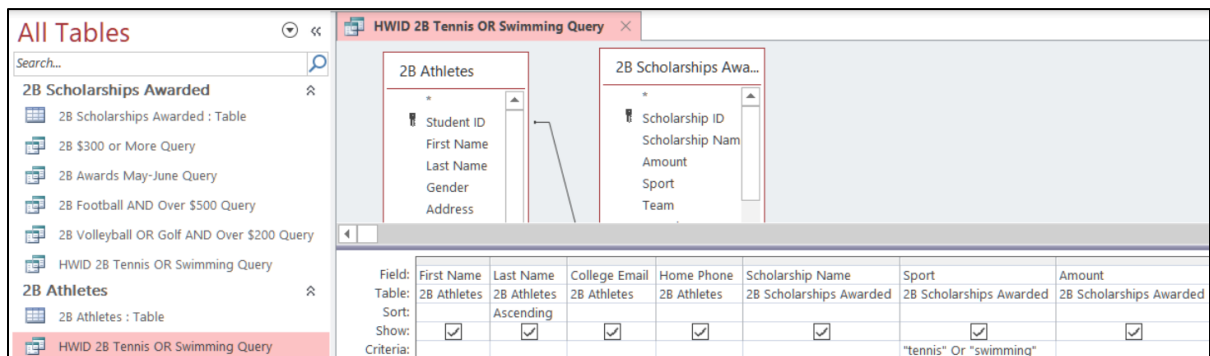 All Tables
Search...
2B Scholarships Awarded
2B Scholarships Awarded : Table
2B $300 or More Query
2B Awards May-June Query
2B Football AND Over $500 Query
2B Volleyball OR Golf AND Over $200 Query
HWID 2B Tennis OR Swimming Query
2B Athletes
2B Athletes : Table
HWID 2B Tennis OR Swimming Query
HWID 2B Tennis OR Swimming Query
2B Athletes
*
Student ID
First Name
Last Name
Gender
Address
2B Scholarships Awa...
*
Scholarship ID
Scholarship Nam
Amount
Sport
Team
Field: First Name Last Name College Email Home Phone Scholarship Name Sport Amount
Table: 2B Athletes 2B Athletes 2B Athletes 2B Athletes 2B Scholarships Awarded 2B Scholarships Awarded 2B Scholarships Awarded
Sort: Ascending
Show:
Criteria: "tennis" Or "swimming"